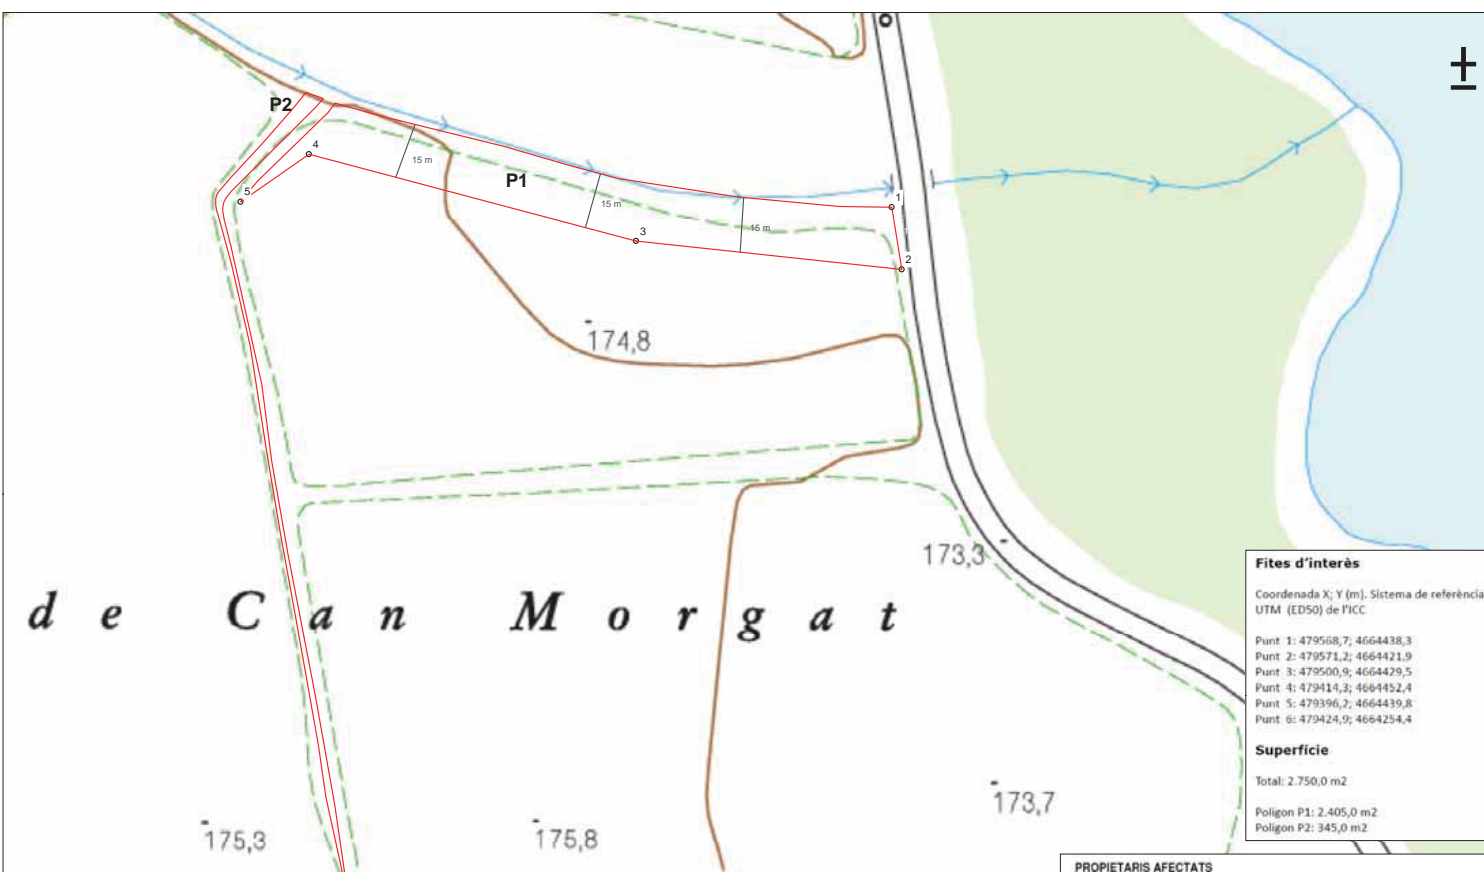 P2
4
15 m
P1
5
15 m
1
15 m
3
2
174,8
173,3
de Can Morgat
Fites d'interès
Coordenada X; Y (m). Sistema de referència
UTM (ED50) de l'ICC
Punt 1: 479568,7; 4664438,3
Punt 2: 479571,2; 4664421,9
Punt 3: 479500,9; 4664429,5
Punt 4: 479414,3; 4664452,4
Punt 5: 479396,2; 4664439,8
Punt 6: 479424,9; 4664254,4
Superfície
Total: 2.750,0 m2
Polígon P1: 2.405,0 m2
Polígon P2: 345,0 m2
173,7
175,3
175,8
PROPIETARIS AFECTATS